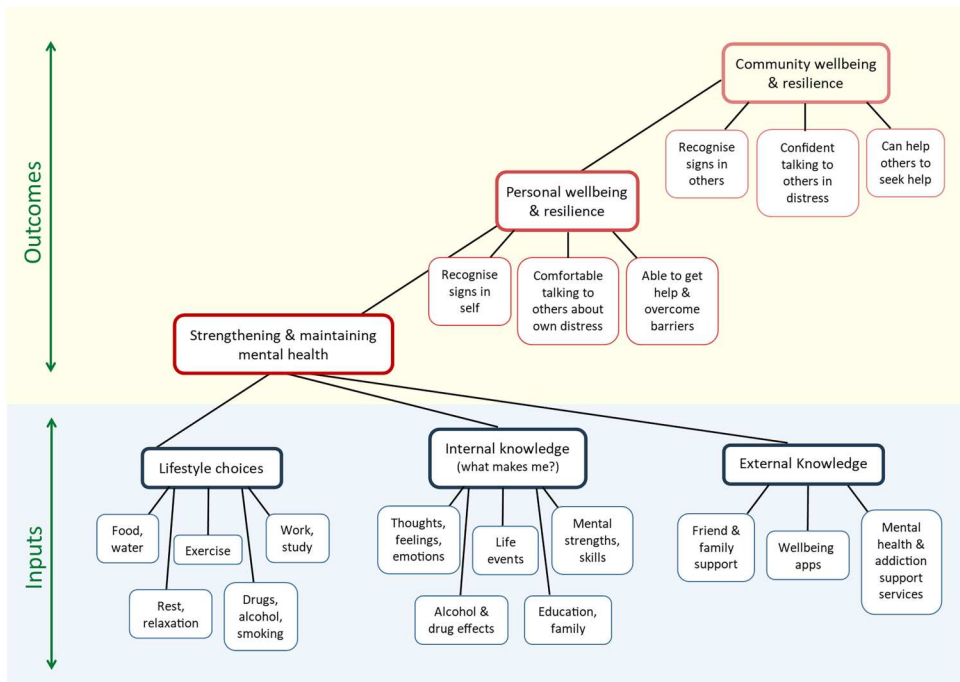 Outcomes
Community wellbeing
& resilience
Recognise
signs in
others
Confident
talking to
others in
distress
Can help
others to
seek help
Personal wellbeing
& resilience
Recognise
signs in
self
Comfortable
talking to
others about
own distress
Able to get
help &
overcome
barriers
Strengthening & maintaining
mental health
Inputs
Lifestyle choices
Food,
water
Exercise
Work,
study
Rest,
relaxation
Drugs,
alcohol,
smoking
Internal knowledge
(what makes me?)
Thoughts,
feelings,
emotions
Life
events
Mental
strengths,
skills
Alcohol &
drug effects
Education,
family
External Knowledge
Friend &
family
support
Wellbeing
apps
Mental
health &
addiction
support
services